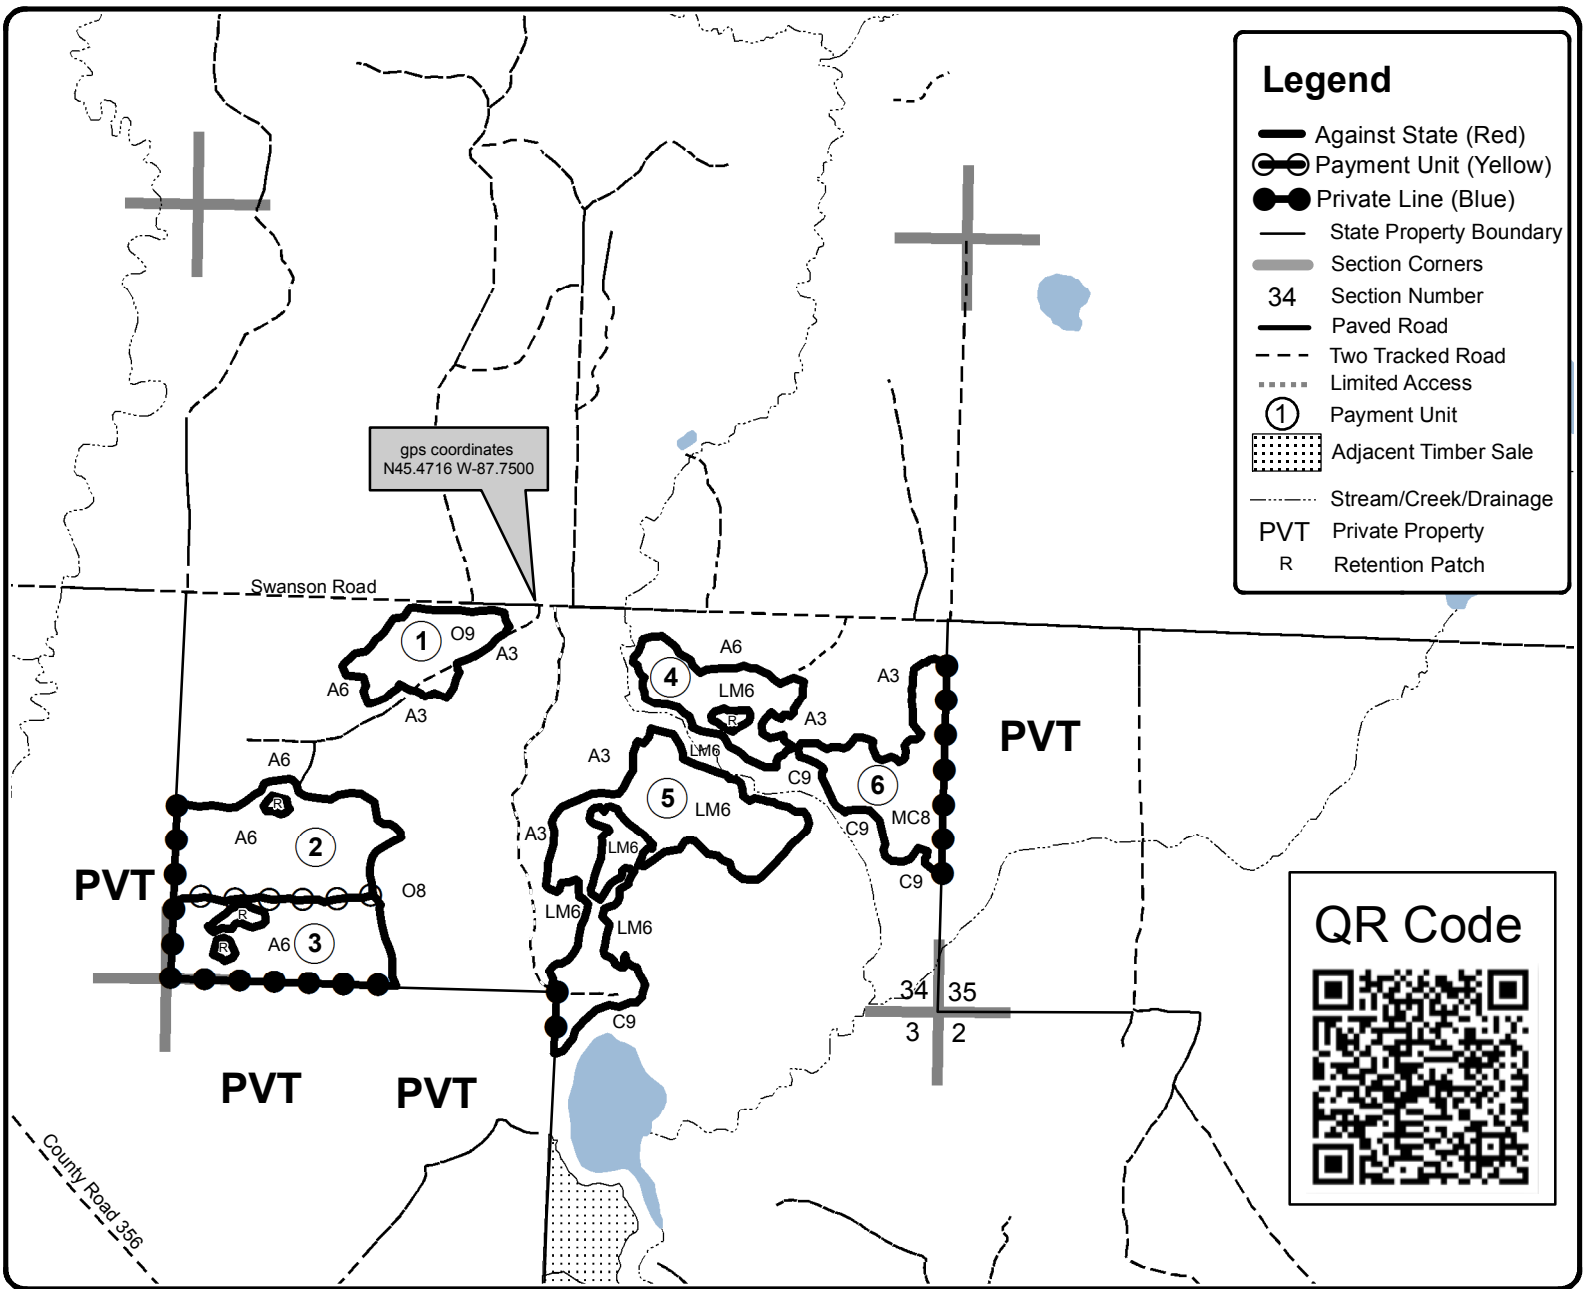 Legend
Against State (Red)
Payment Unit (Yellow)
Private Line (Blue)
State Property Boundary
Section Corners
34 Section Number
Paved Road
Two Tracked Road
Limited Access
1 Payment Unit
Adjacent Timber Sale
Stream/Creek/Drainage
PVT Private Property
R Retention Patch
gps coordinates
N45.4716 W-87.7500
Swanson Road
1 O9
A3
A6
A3
A6
4
LM6
R
A3
A3
LM6
A3
C9
6
MC8
C9
C9
PVT
5
LM6
A3
LM6
LM6
LM6
C9
A6
R
A6
2
PVT
O8
R
R
A6 3
34 35
3 2
PVT
PVT
County Road 356
QR Code
A6